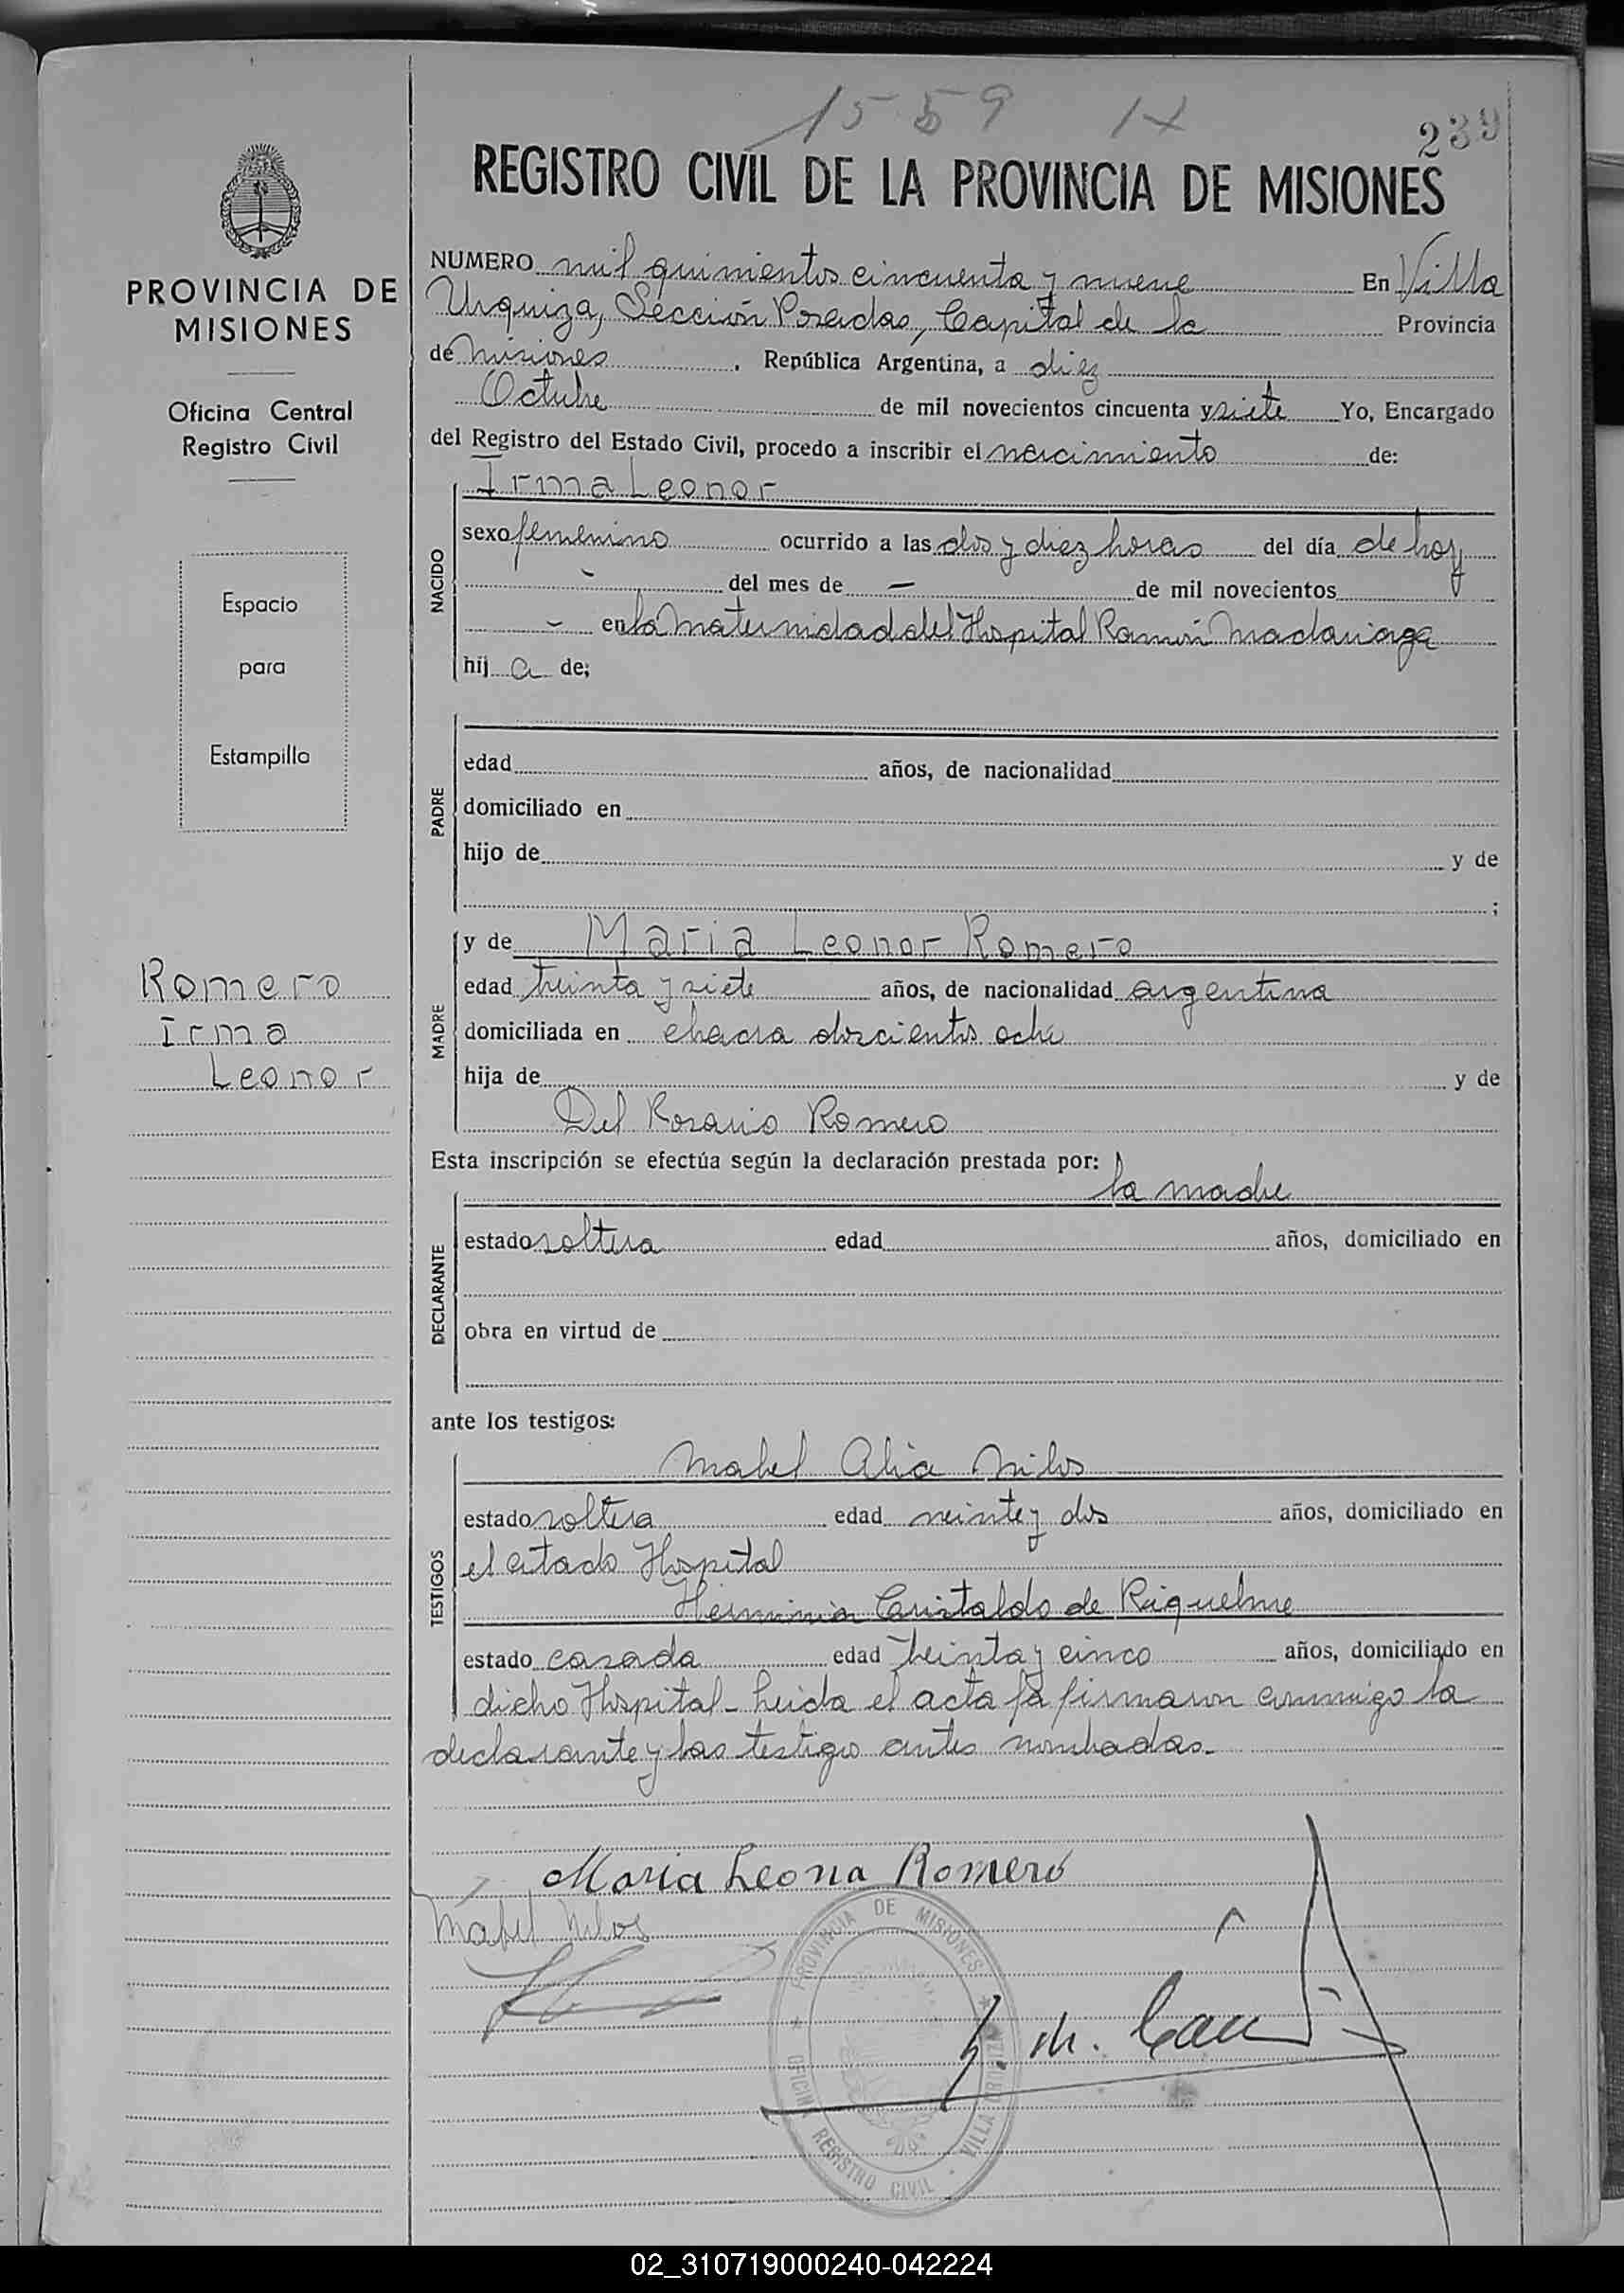 1559
239
REGISTRO CIVIL DE LA PROVINCIA DE MISIONES
PROVINCIA DE
MISIONES
Oficina Central
Registro Civil
Espacio
para
Estampilla
Romero
Irma
Leonor
NUMERO mil quinientos cincuenta y nueve En Villa
Urquiza, Sección Posadas, Capital de la Provincia
de Misiones. República Argentina, a diez
Octubre de mil novecientos cincuenta y siete Yo, Encargado
del Registro del Estado Civil, procedo a inscribir el nacimiento de:
NACIDO
Irma Leonor
sexo femenino ocurrido a las dos y diez horas del día de hoy
- del mes de - de mil novecientos
- en la Maternidad del Hospital Ramón Madariaga
hij a de;
PADRE
edad años, de nacionalidad
domiciliado en
hijo de y de
;
MADRE
y de Maria Leonor Romero
edad treinta y siete años, de nacionalidad argentina
domiciliada en chacra doscientos ocho
hija de y de
Del Rosario Romero
Esta inscripción se efectúa según la declaración prestada por:
la madre
DECLARANTE
estado soltera edad años, domiciliado en
obra en virtud de
ante los testigos:
TESTIGOS
Mabel Alia Milos
estado soltera edad veinte y dos años, domiciliado en
el citado Hospital
Herminia Cristaldo de Riquelme
estado casada edad treinta y cinco años, domiciliado en
dicho Hospital - Leida el acta la firmaron conmigo la
declarante y las testigos antes nombradas.-
Maria Leona Romero
Mabel Milos
PROVINCIA DE MISIONES
OFICINA REGISTRO CIVIL - VILLA URQUIZA
02_310719000240-042224